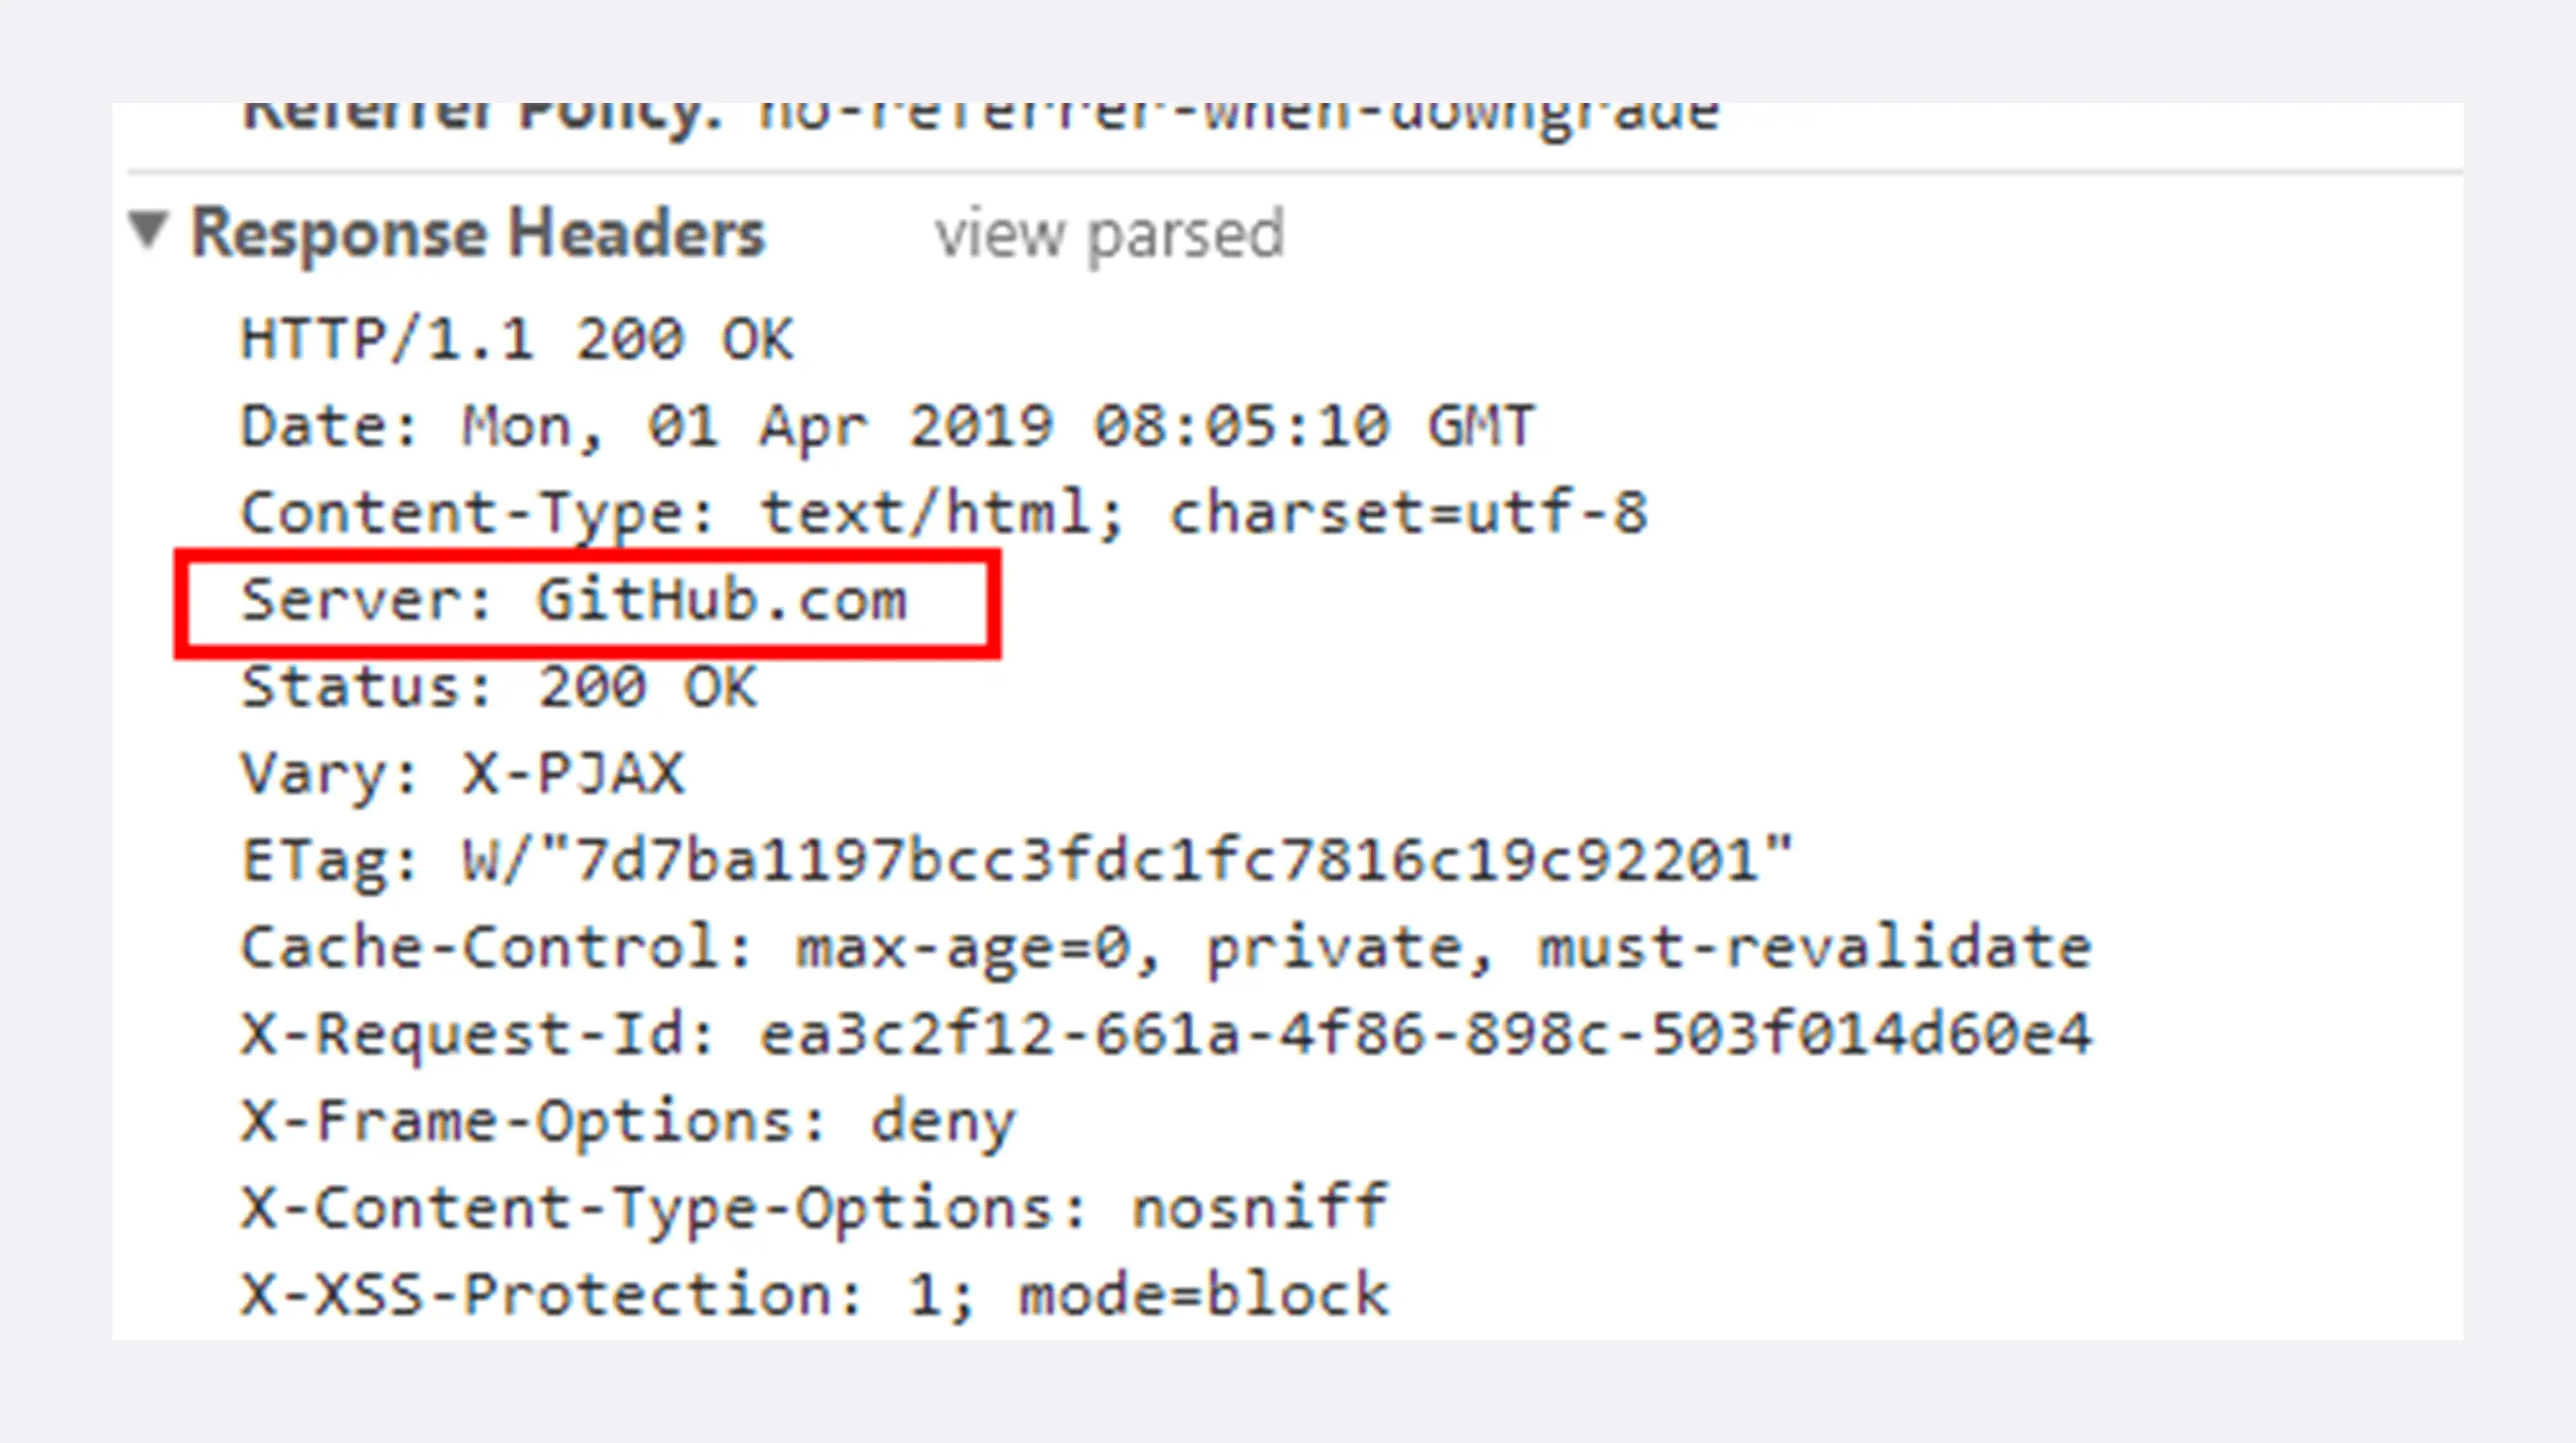 Referrer Policy: no-referrer-when-downgrade
▼ Response Headers view parsed
HTTP/1.1 200 OK
Date: Mon, 01 Apr 2019 08:05:10 GMT
Content-Type: text/html; charset=utf-8
Server: GitHub.com
Status: 200 OK
Vary: X-PJAX
ETag: W/"7d7ba1197bcc3fdc1fc7816c19c92201"
Cache-Control: max-age=0, private, must-revalidate
X-Request-Id: ea3c2f12-661a-4f86-898c-503f014d60e4
X-Frame-Options: deny
X-Content-Type-Options: nosniff
X-XSS-Protection: 1; mode=block